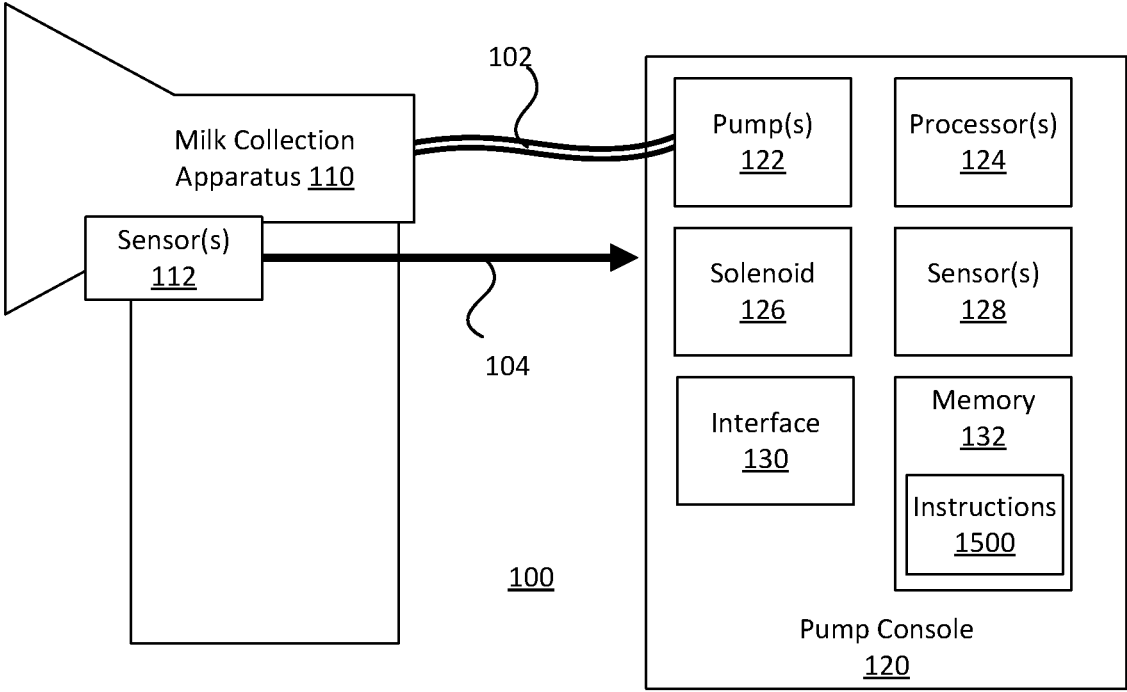 102
Milk Collection
Apparatus 110
Sensor(s)
112
104
100
Pump(s)
122
Processor(s)
124
Solenoid
126
Sensor(s)
128
Interface
130
Memory
132
Instructions
1500
Pump Console
120